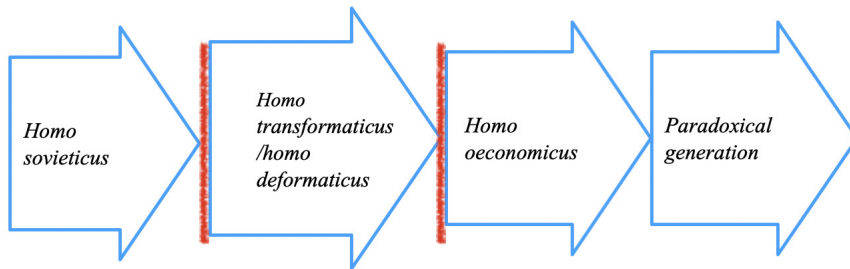 Homo
sovieticus
Homo
transformaticus
/homo
deformaticus
Homo
oeconomicus
Paradoxical
generation